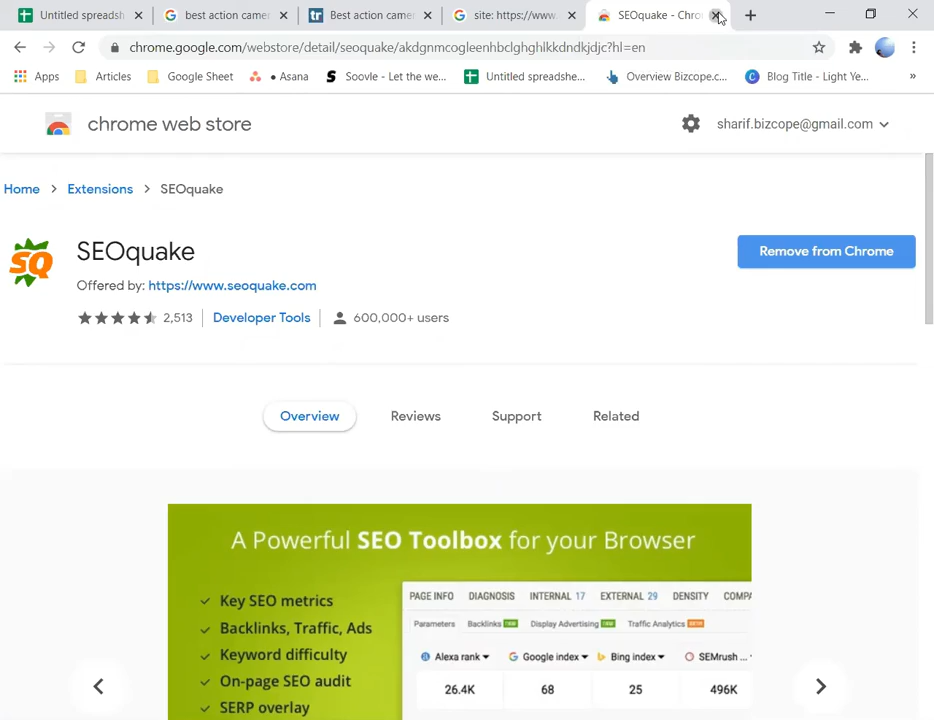 Untitled spreadsh
best action camer
Best action camer
site: https://www.
SEOquake - Chro
chrome.google.com/webstore/detail/seoquake/akdgnmcogleenhbclghghlkkdndkjdjc?hl=en
Apps
Articles
Google Sheet
Asana
Soovle - Let the we...
Untitled spreadshe...
Overview Bizcope.c...
Blog Title - Light Ye...
»
chrome web store
sharif.bizcope@gmail.com
Home > Extensions > SEOquake
SQ
SEOquake
Remove from Chrome
Offered by: https://www.seoquake.com
2,513
Developer Tools
600,000+ users
Overview
Reviews
Support
Related
A Powerful SEO Toolbox for your Browser
Key SEO metrics
Backlinks, Traffic, Ads
Keyword difficulty
On-page SEO audit
SERP overlay
PAGE INFO DIAGNOSIS INTERNAL 17 EXTERNAL 29 DENSITY COMPA
Parameters Backlinks NEW Display Advertising NEW Traffic Analytics BETA
Alexa rank Google index Bing index SEMrush ...
26.4K 68 25 496K